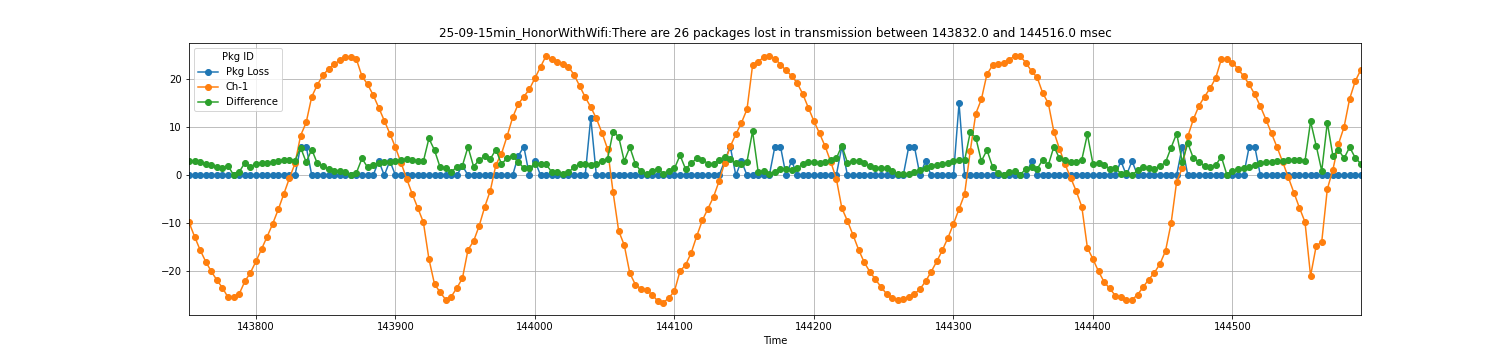 25-09-15min_HonorWithWifi:There are 26 packages lost in transmission between 143832.0 and 144516.0 msec
Pkg ID
Pkg Loss
Ch-1
Difference
20
10
0
−10
−20
143800 143900 144000 144100 144200 144300 144400 144500
Time